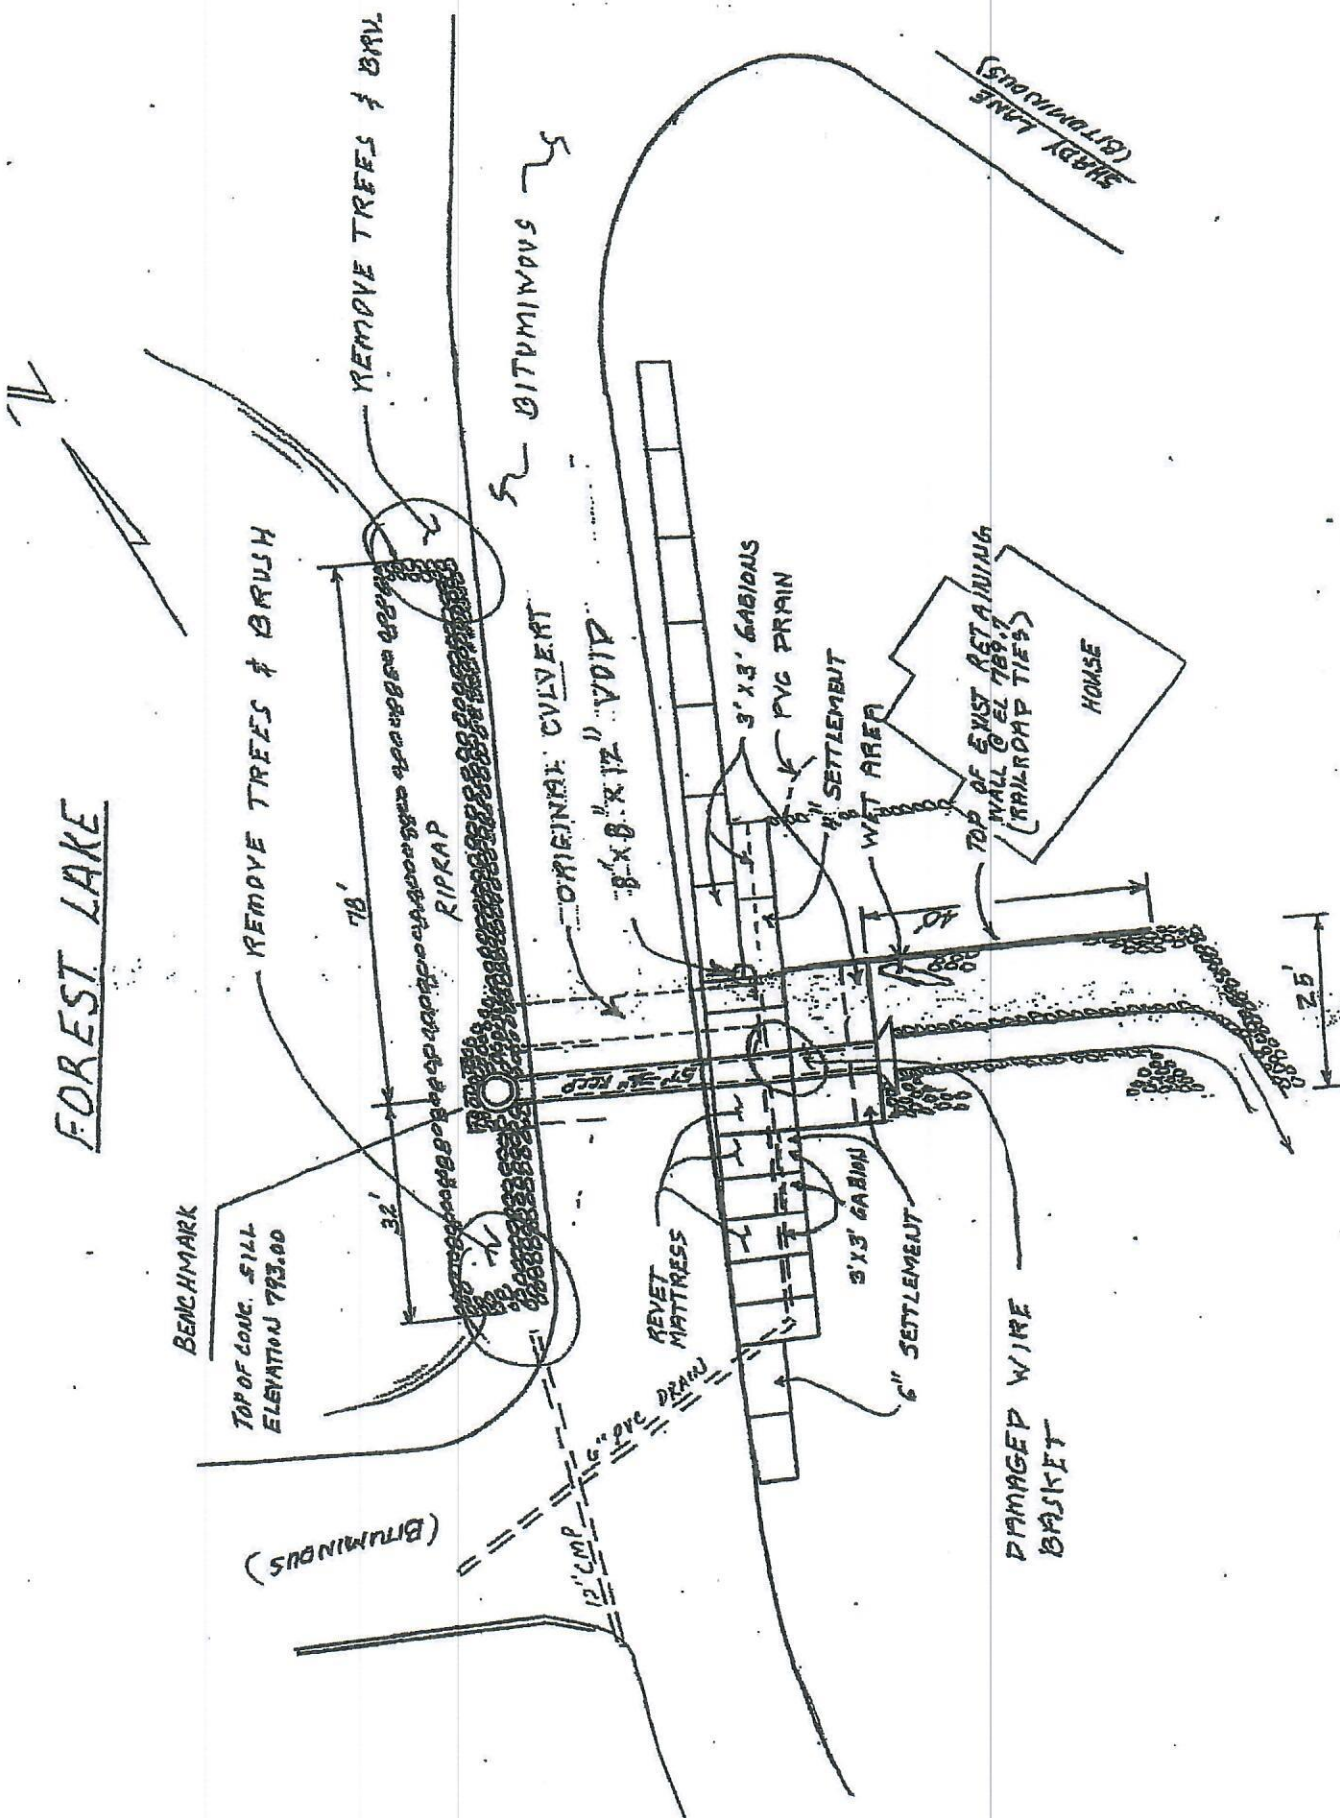 FOREST LAKE
N
BENCHMARK
TOP OF CONC. SILL
ELEVATION 793.00
REMOVE TREES & BRUSH
REMOVE TREES & BRU
32'
78'
RIPRAP
BITUMINOUS
(BITUMINOUS)
SHADY LANE
(BITUMINOUS)
ORIGINAL CULVERT
8"X8"X12" VOID
12" CMP
6" PVC DRAIN
REVET
MATTRESS
3'X3' GABION
6" SETTLEMENT
DAMAGED WIRE
BASKET
3'X3' GABIONS
PVC DRAIN
SETTLEMENT
WET AREA
TOP OF EXIST RETAINING
WALL @ EL 789.7
(RAILROAD TIES)
HOUSE
40'
25'